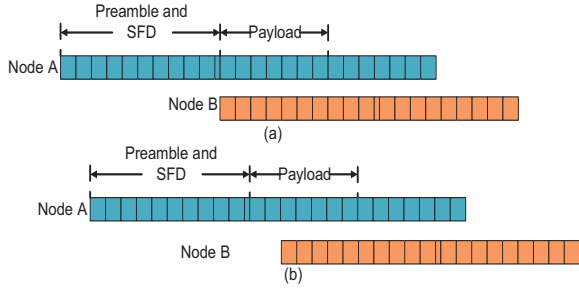 Preamble and
SFD
Payload
Node A
Node B
(a)
Preamble and
SFD
Payload
Node A
Node B
(b)